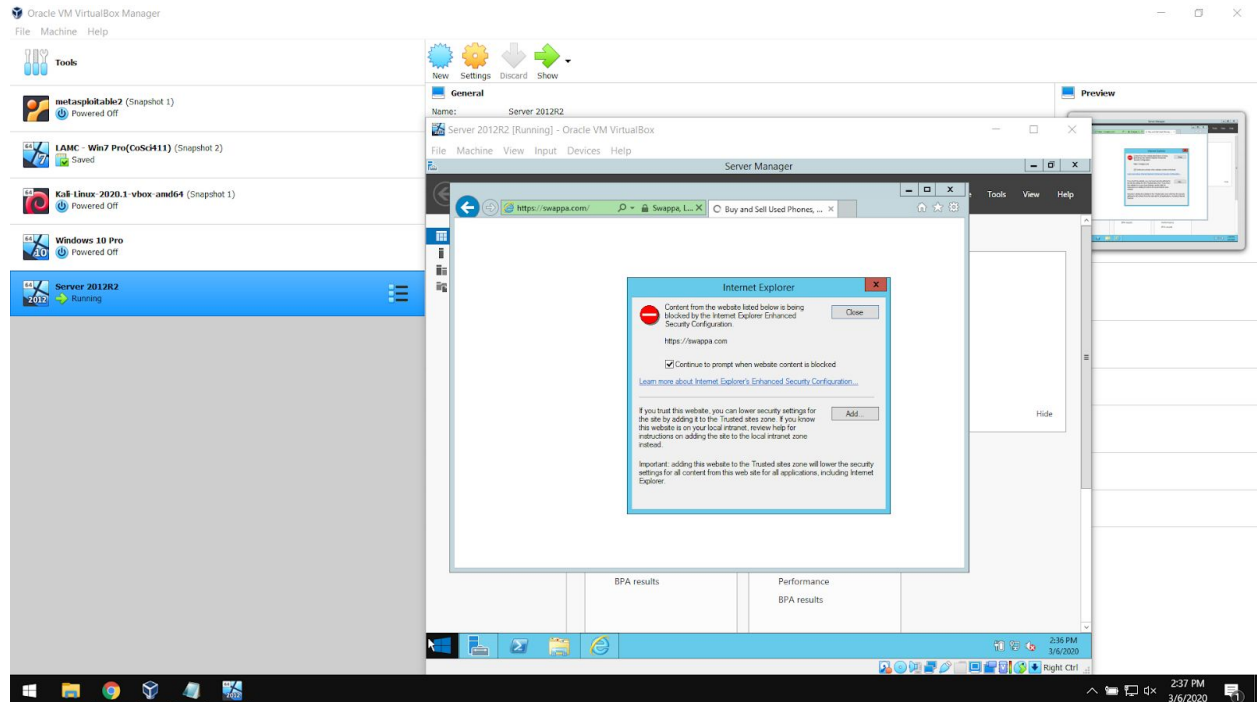 Oracle VM VirtualBox Manager
File Machine Help
Tools
metasploitable2 (Snapshot 1)
Powered Off
LAMC - Win7 Pro(CoSci411) (Snapshot 2)
Saved
Kali-Linux-2020.1-vbox-amd64 (Snapshot 1)
Powered Off
Windows 10 Pro
Powered Off
Server 2012R2
Running
New Settings Discard Show
General
Name: Server 2012R2
Preview
Server 2012R2 [Running] - Oracle VM VirtualBox
File Machine View Input Devices Help
Server Manager
Tools View Help
https://swappa.com/
Swappa, L...
Buy and Sell Used Phones, ...
Internet Explorer
Content from the website listed below is being
blocked by the Internet Explorer Enhanced
Security Configuration.
Close
https://swappa.com
Continue to prompt when website content is blocked
Learn more about Internet Explorer's Enhanced Security Configuration...
If you trust this website, you can lower security settings for
the site by adding it to the Trusted sites zone. If you know
this website is on your local intranet, review help for
instructions on adding the site to the local intranet zone
instead.
Add...
Important: adding this website to the Trusted sites zone will lower the security
settings for all content from this web site for all applications, including Internet
Explorer.
Hide
BPA results
Performance
BPA results
2:36 PM
3/6/2020
Right Ctrl
2:37 PM
3/6/2020